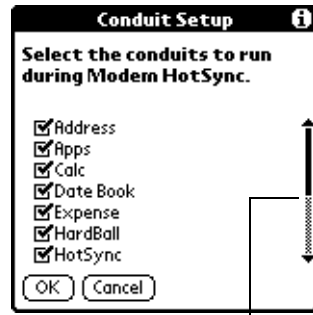 Conduit Setup i
Select the conduits to run
during Modem HotSync.
Address
Apps
Calc
Date Book
Expense
HardBall
HotSync
OK Cancel